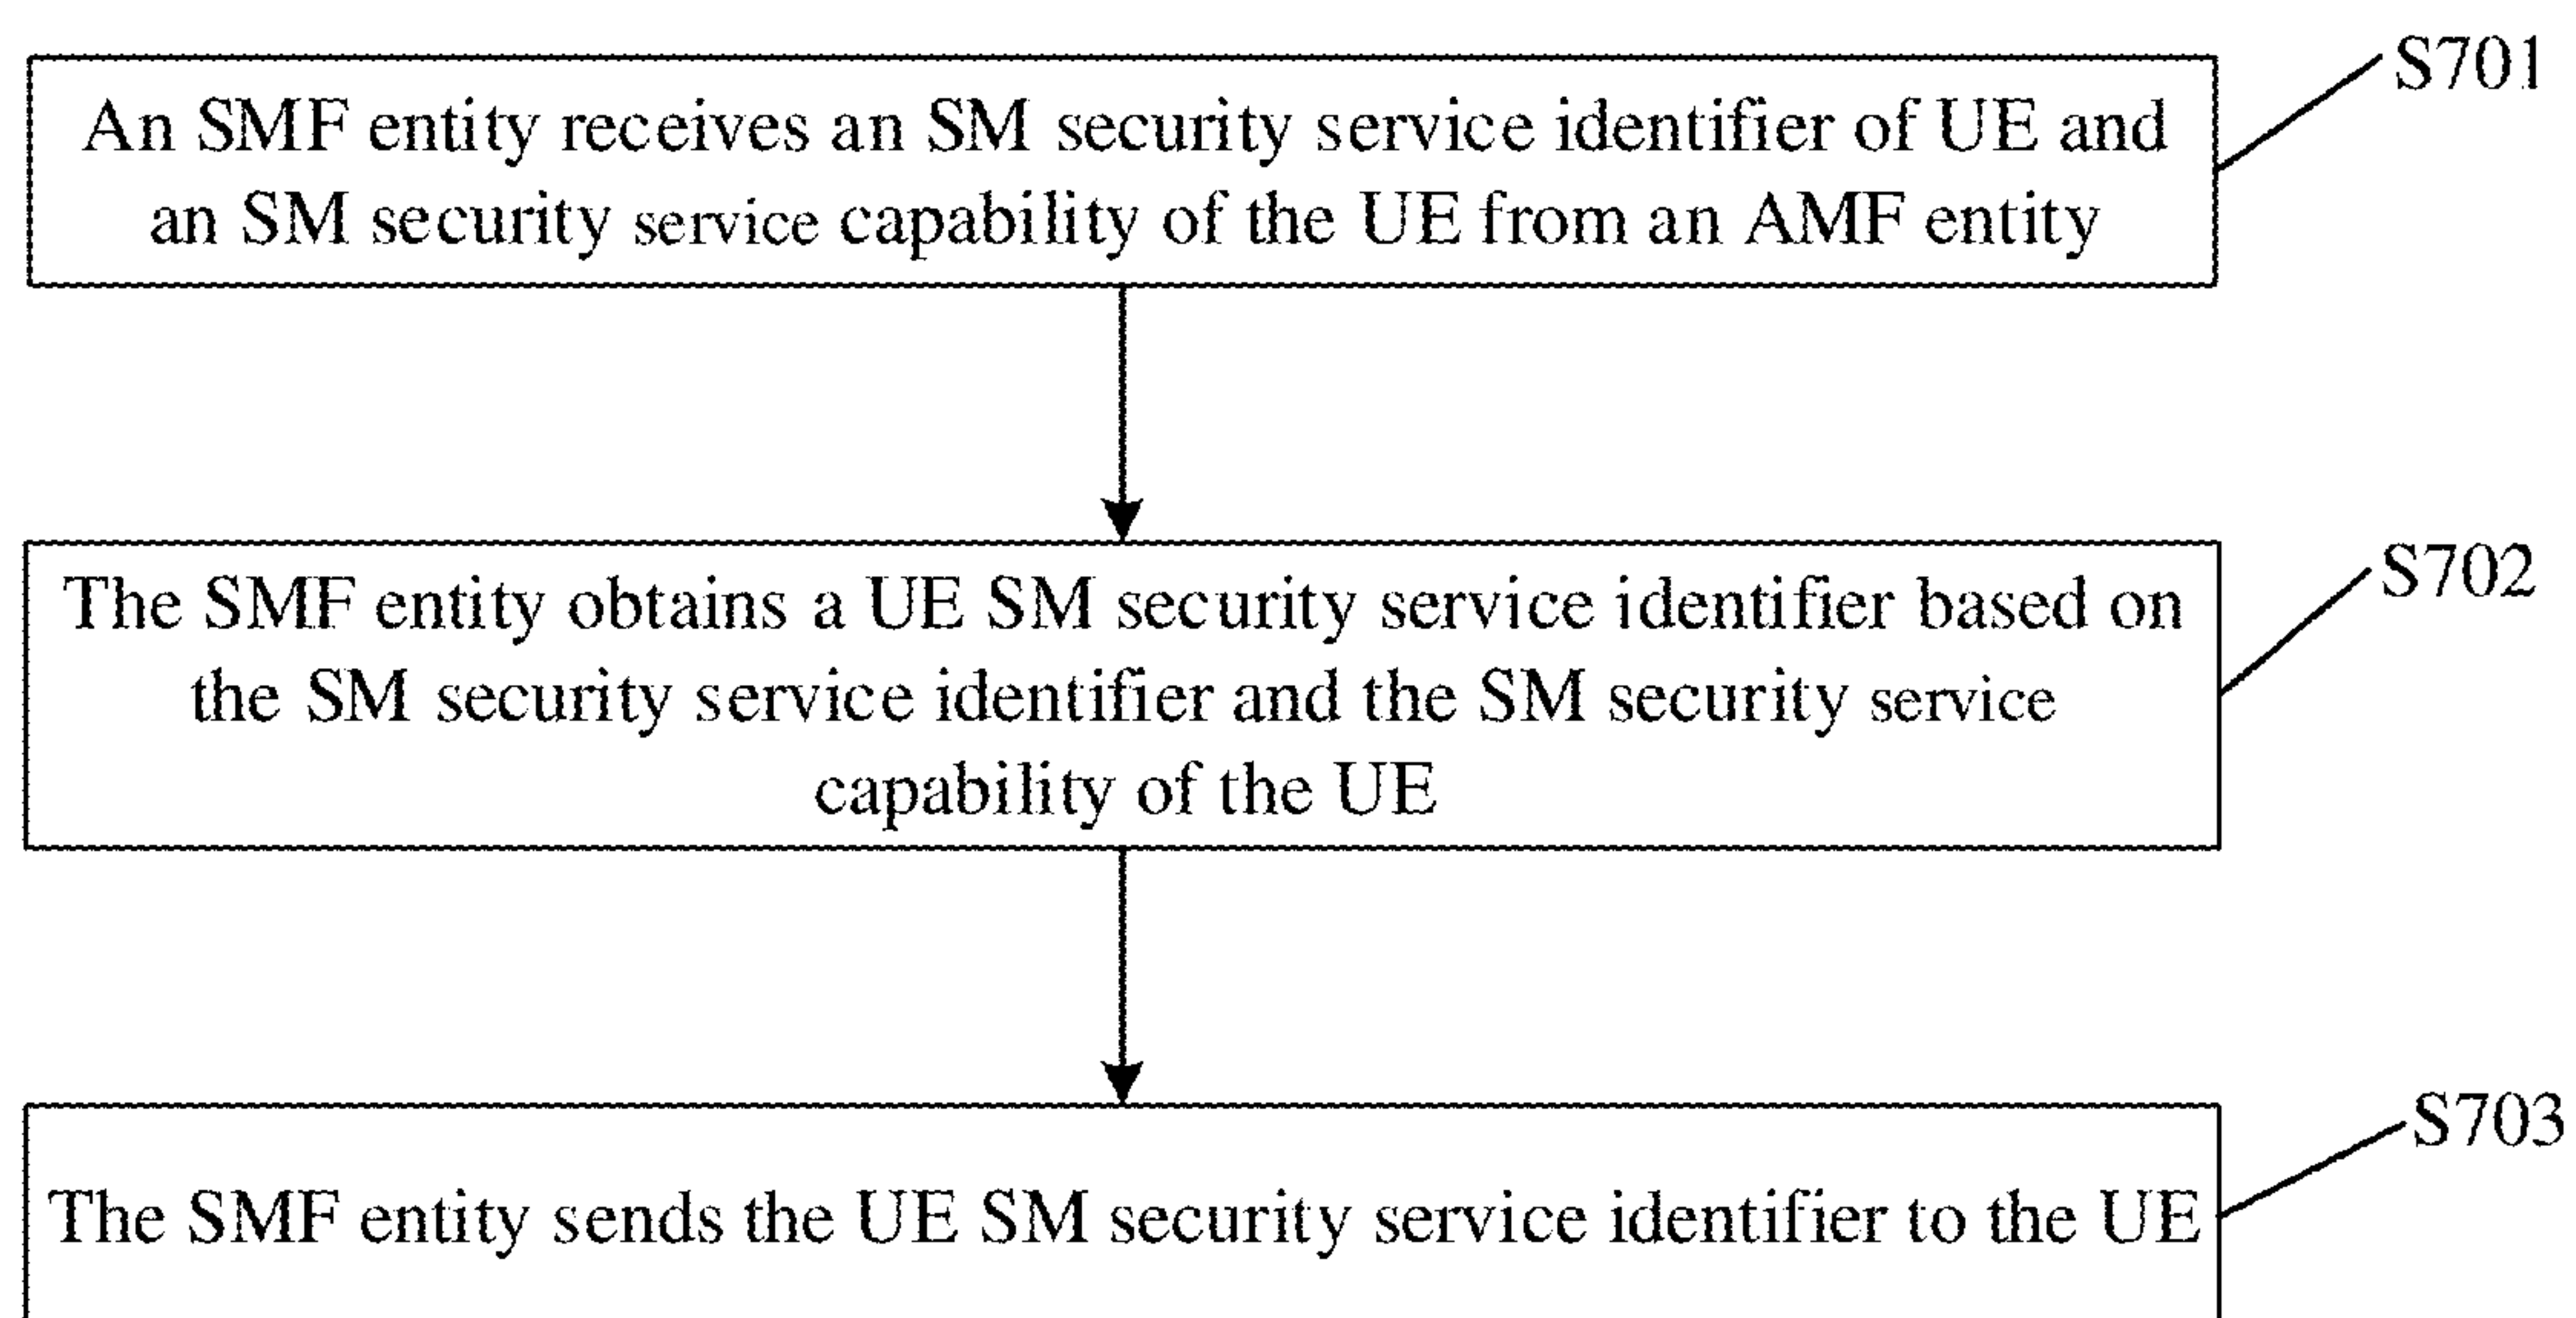 S701
An SMF entity receives an SM security service identifier of UE and
an SM security service capability of the UE from an AMF entity
S702
The SMF entity obtains a UE SM security service identifier based on
the SM security service identifier and the SM security service
capability of the UE
S703
The SMF entity sends the UE SM security service identifier to the UE